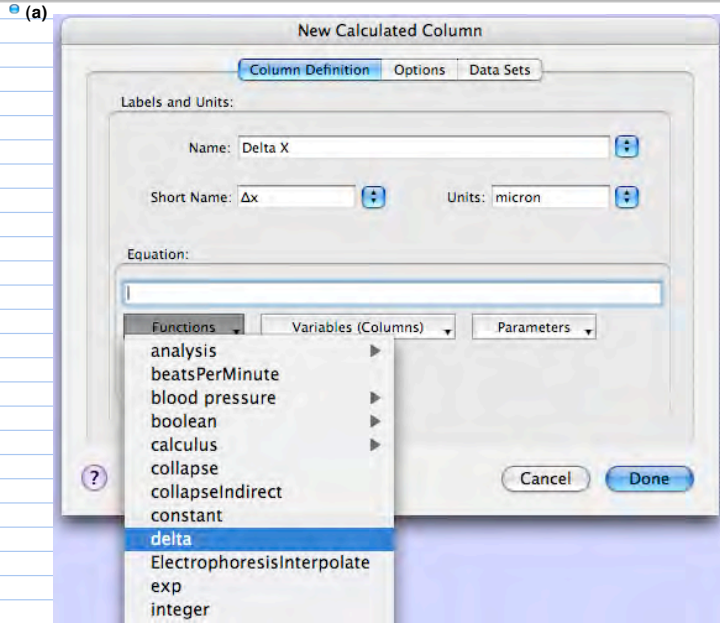 (a)
New Calculated Column
Column Definition Options Data Sets
Labels and Units:
Name: Delta X
Short Name: Δx Units: micron
Equation:
Functions Variables (Columns) Parameters
analysis
beatsPerMinute
blood pressure
boolean
calculus
collapse
collapseIndirect
constant
delta
ElectrophoresisInterpolate
exp
integer
? Cancel Done